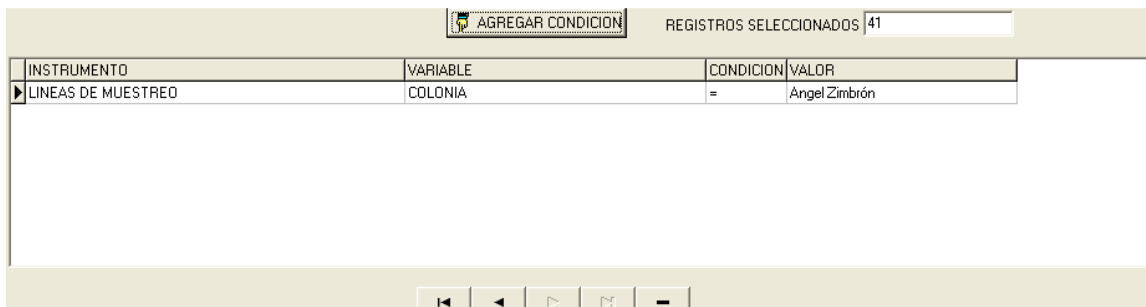 AGREGAR CONDICION REGISTROS SELECCIONADOS 41
INSTRUMENTO VARIABLE CONDICION VALOR
LINEAS DE MUESTREO COLONIA = Angel Zimbrón